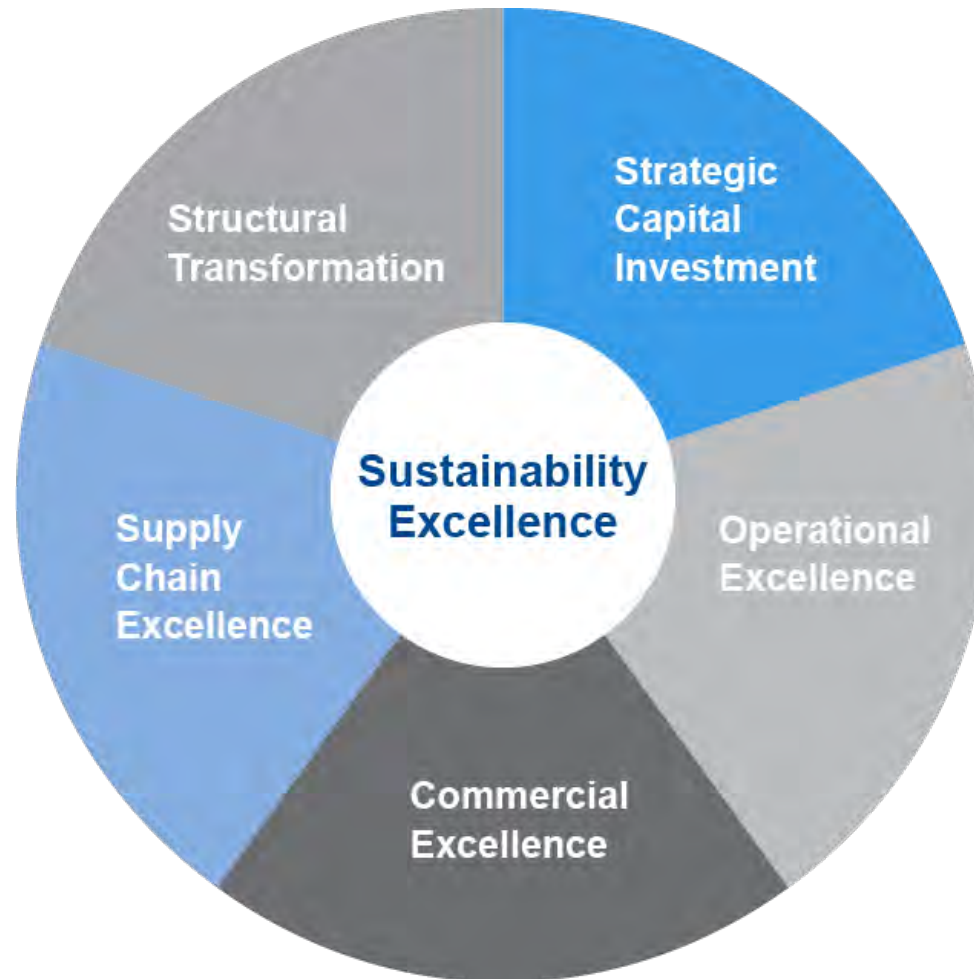 Strategic
Capital
Investment
Operational
Excellence
Commercial
Excellence
Supply
Chain
Excellence
Structural
Transformation
Sustainability
Excellence